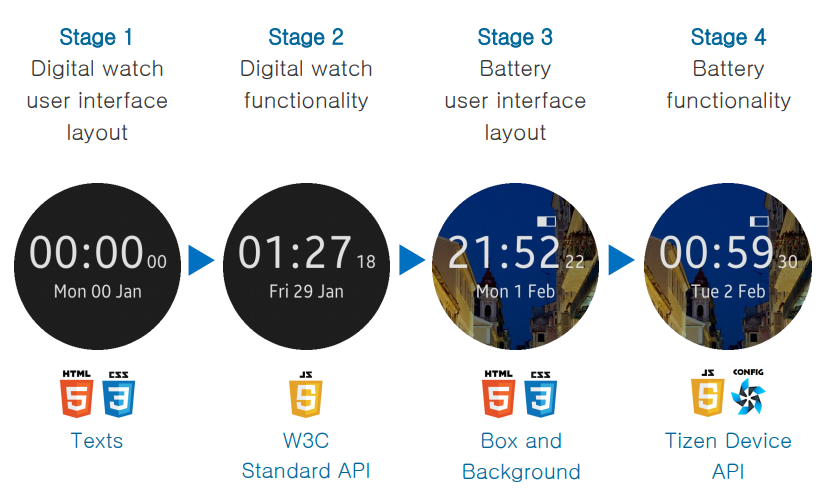 Stage 1
Digital watch
user interface
layout
Stage 2
Digital watch
functionality
Stage 3
Battery
user interface
layout
Stage 4
Battery
functionality
00:00 00
Mon 00 Jan
01:27 18
Fri 29 Jan
21:52 22
Mon 1 Feb
00:59 30
Tue 2 Feb
HTML
5
CSS
3
Texts
JS
5
W3C
Standard API
HTML
5
CSS
3
Box and
Background
JS
5
CONFIG
Tizen Device
API